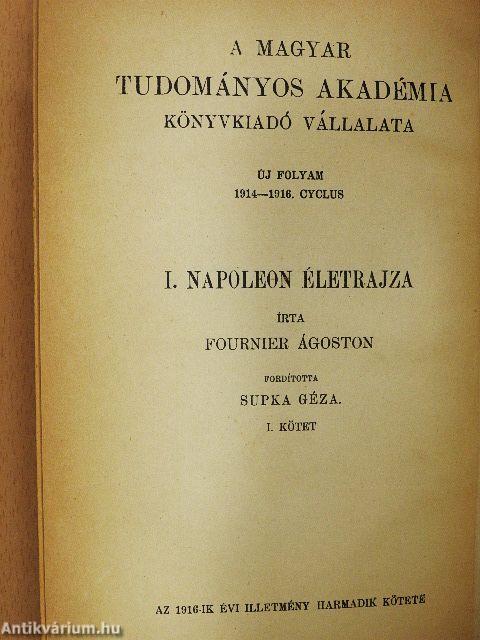 A MAGYAR
TUDOMÁNYOS AKADÉMIA
KÖNYVKIADÓ VÁLLALATA
ÚJ FOLYAM
1914—1916. CYCLUS
I. NAPOLEON ÉLETRAJZA
ÍRTA
FOURNIER ÁGOSTON
FORDÍTOTTA
SUPKA GÉZA.
I. KÖTET
AZ 1916-IK ÉVI ILLETMÉNY HARMADIK KÖTETE
Antikvárium.hu